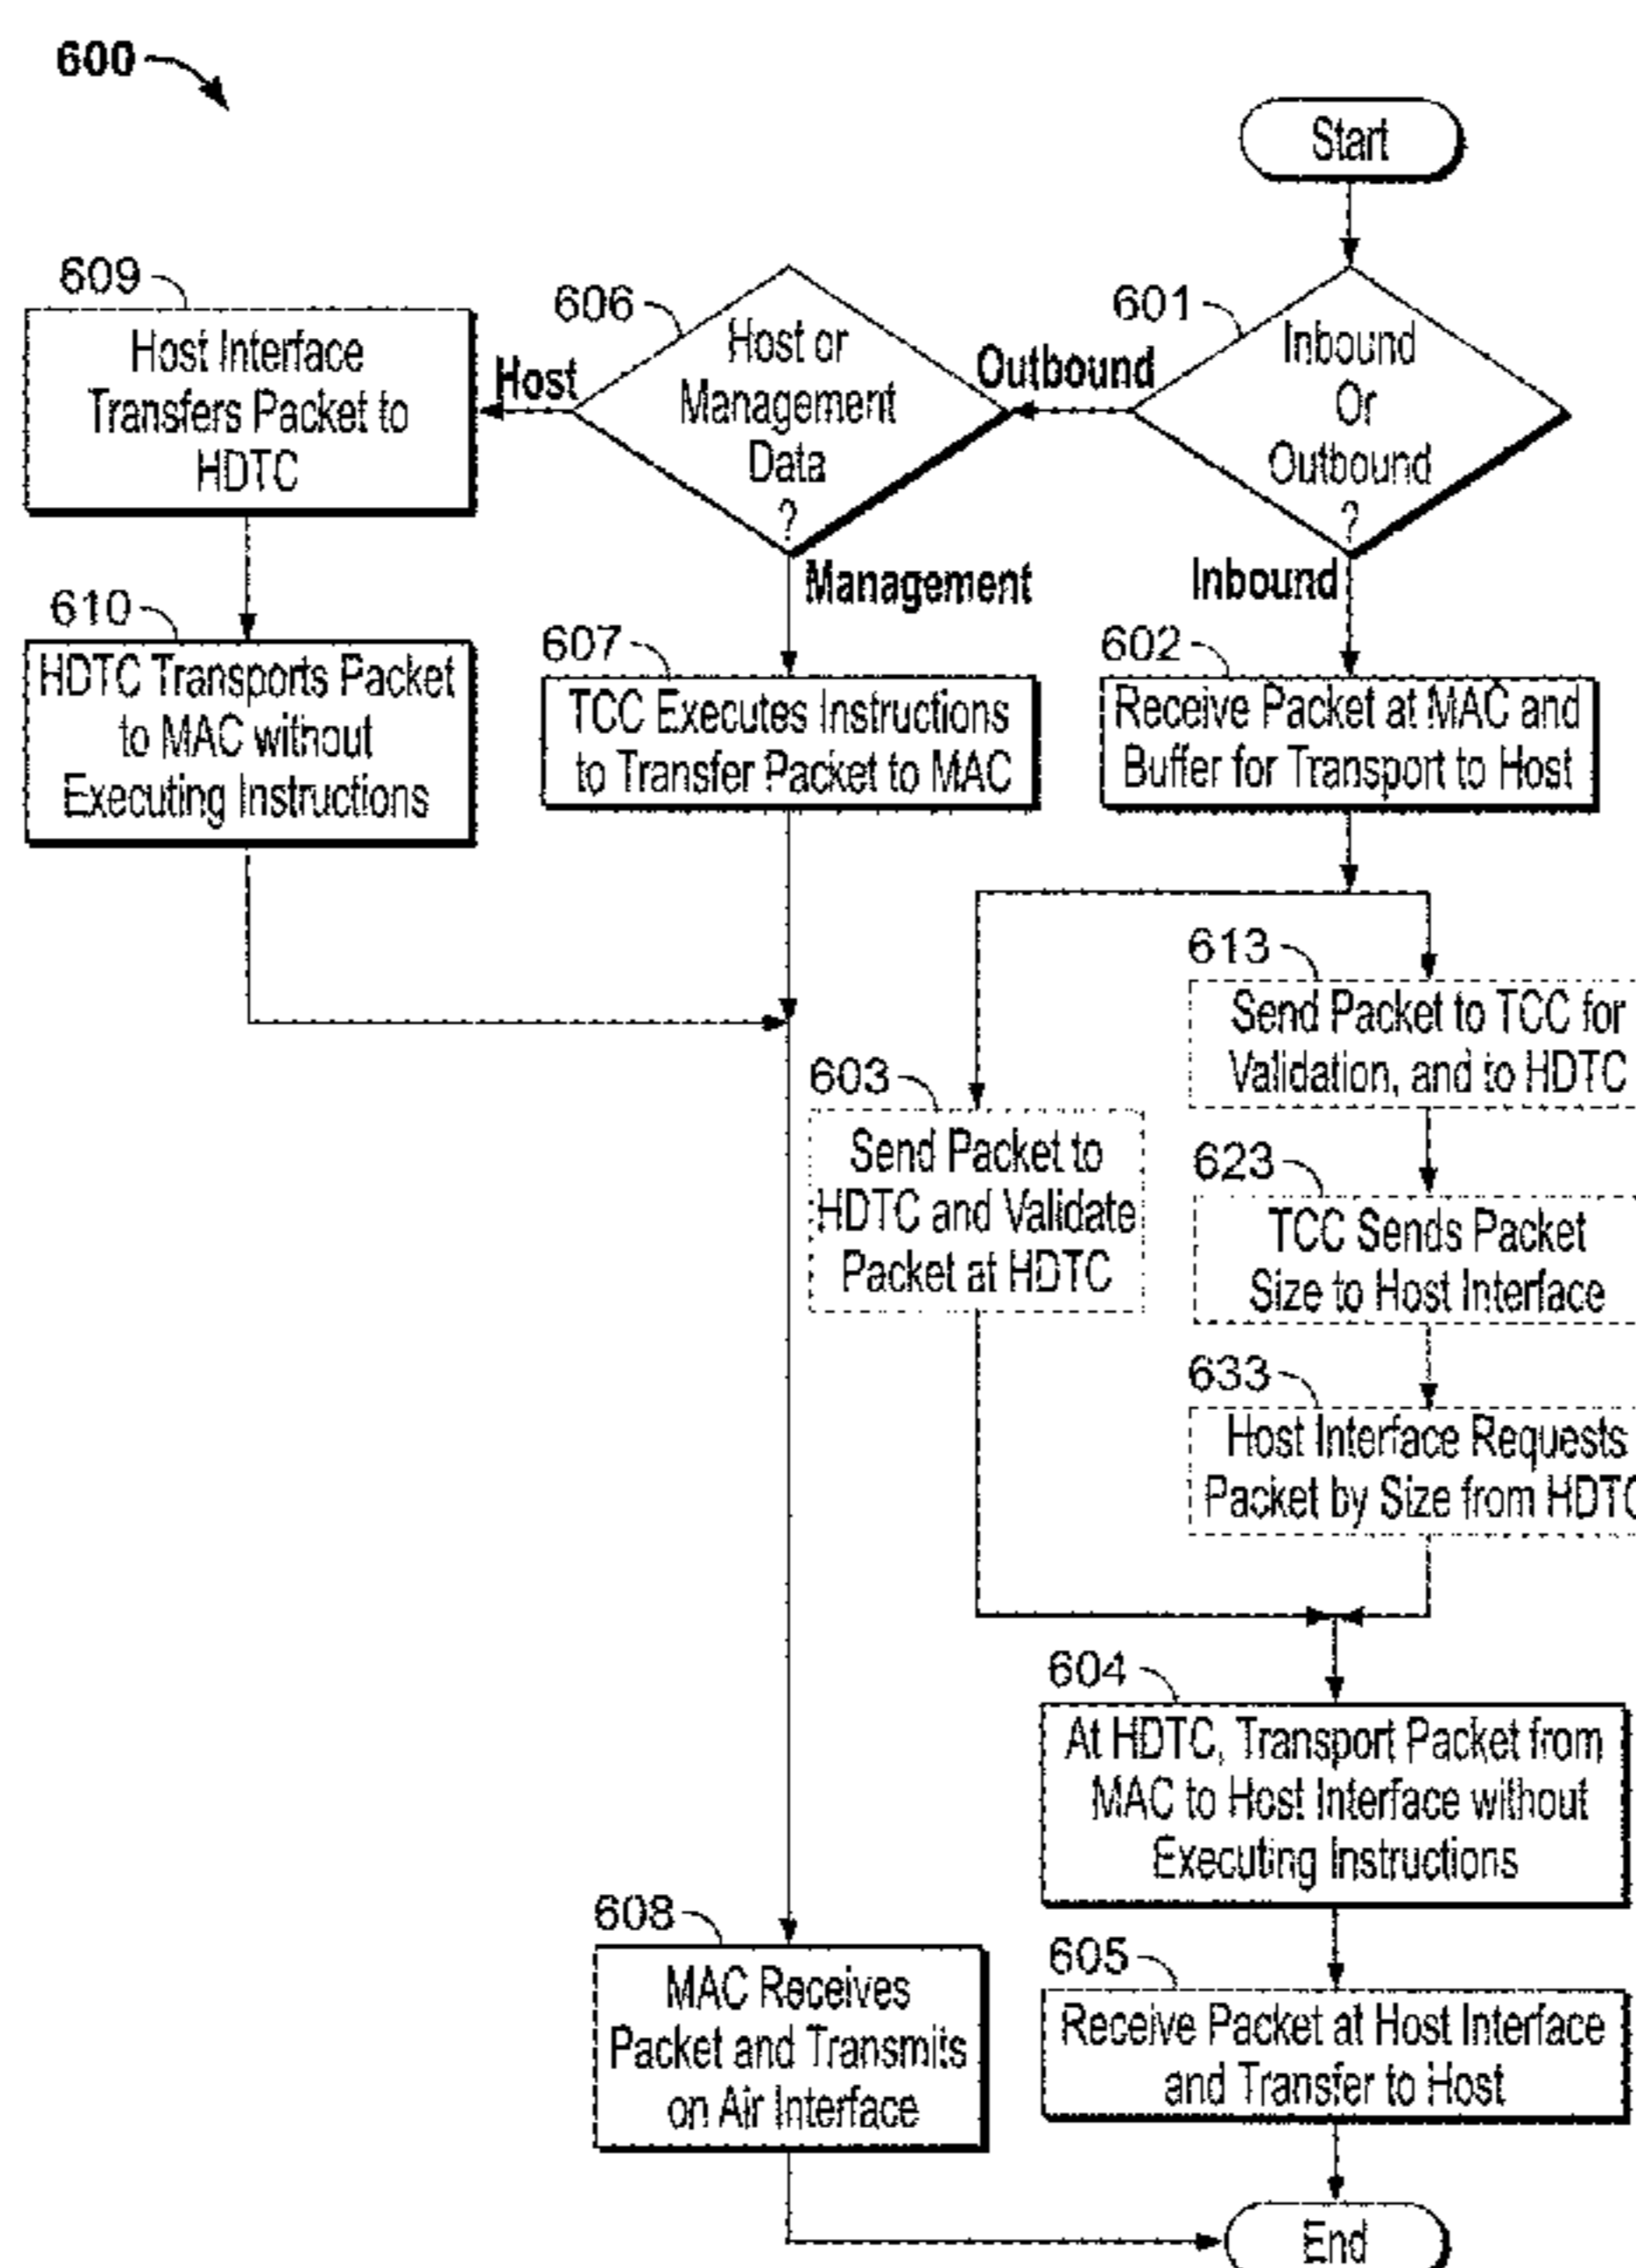 600
Start
601
Inbound
Or
Outbound
?
Outbound
Inbound
606
Host or
Management
Data
?
Host
Management
609
Host Interface
Transfers Packet to
HDTC
610
HDTC Transports Packet
to MAC without
Executing Instructions
607
TCC Executes Instructions
to Transfer Packet to MAC
602
Receive Packet at MAC and
Buffer for Transport to Host
603
Send Packet to
HDTC and Validate
Packet at HDTC
613
Send Packet to TCC for
Validation, and to HDTC
623
TCC Sends Packet
Size to Host Interface
633
Host Interface Requests
Packet by Size from HDTC
604
At HDTC, Transport Packet from
MAC to Host Interface without
Executing Instructions
605
Receive Packet at Host Interface
and Transfer to Host
608
MAC Receives
Packet and Transmits
on Air Interface
End